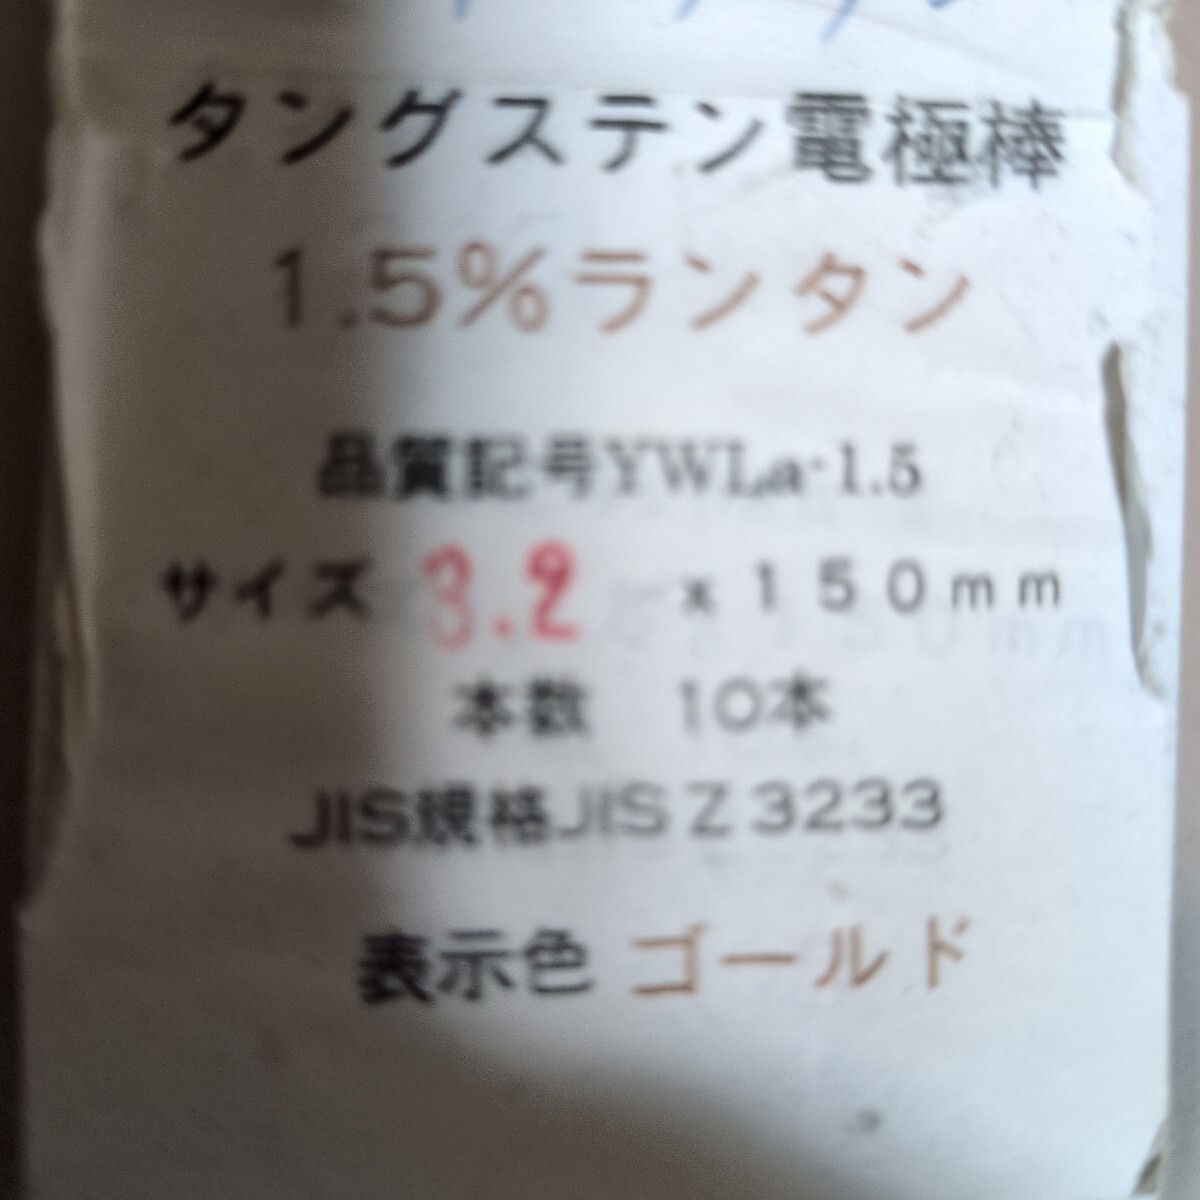 タングステン電極棒
1.5%ランタン
品質記号YWLa-1.5
サイズ 3.2 x 150mm
本数 10本
JIS規格JIS Z 3233
表示色 ゴールド